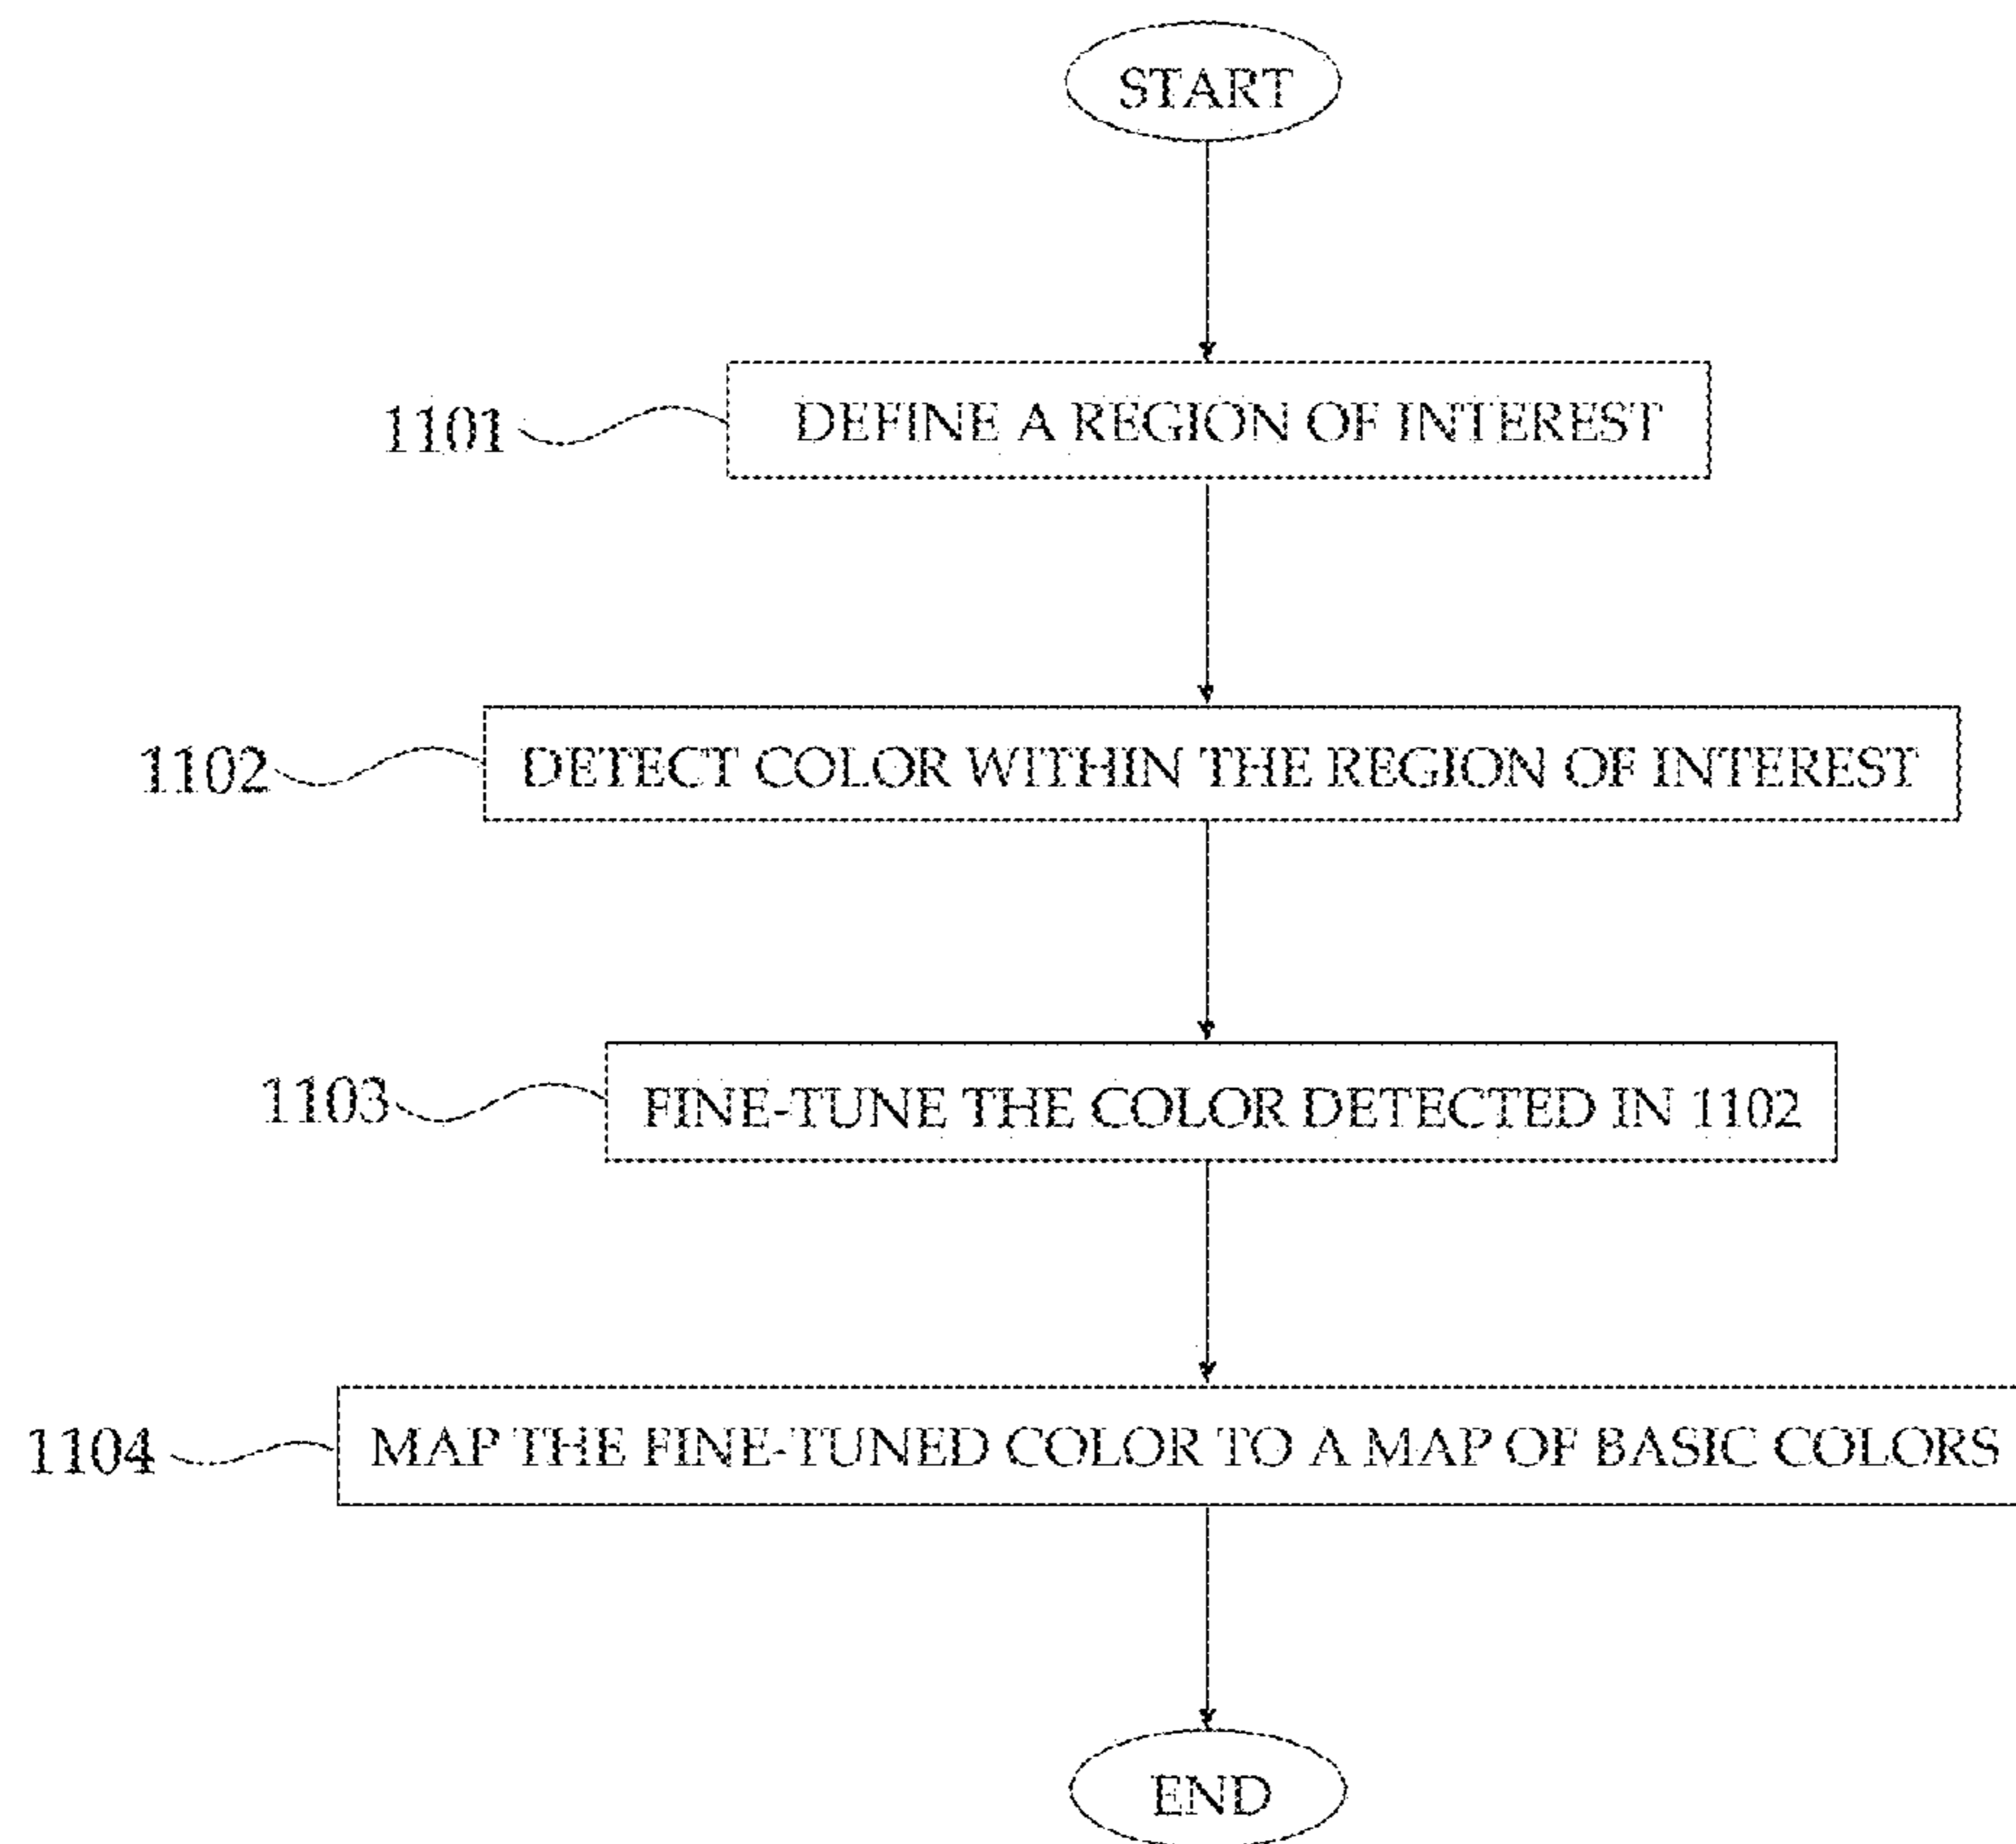 START
1101 DEFINE A REGION OF INTEREST
1102 DETECT COLOR WITHIN THE REGION OF INTEREST
1103 FINE-TUNE THE COLOR DETECTED IN 1102
1104 MAP THE FINE-TUNED COLOR TO A MAP OF BASIC COLORS
END